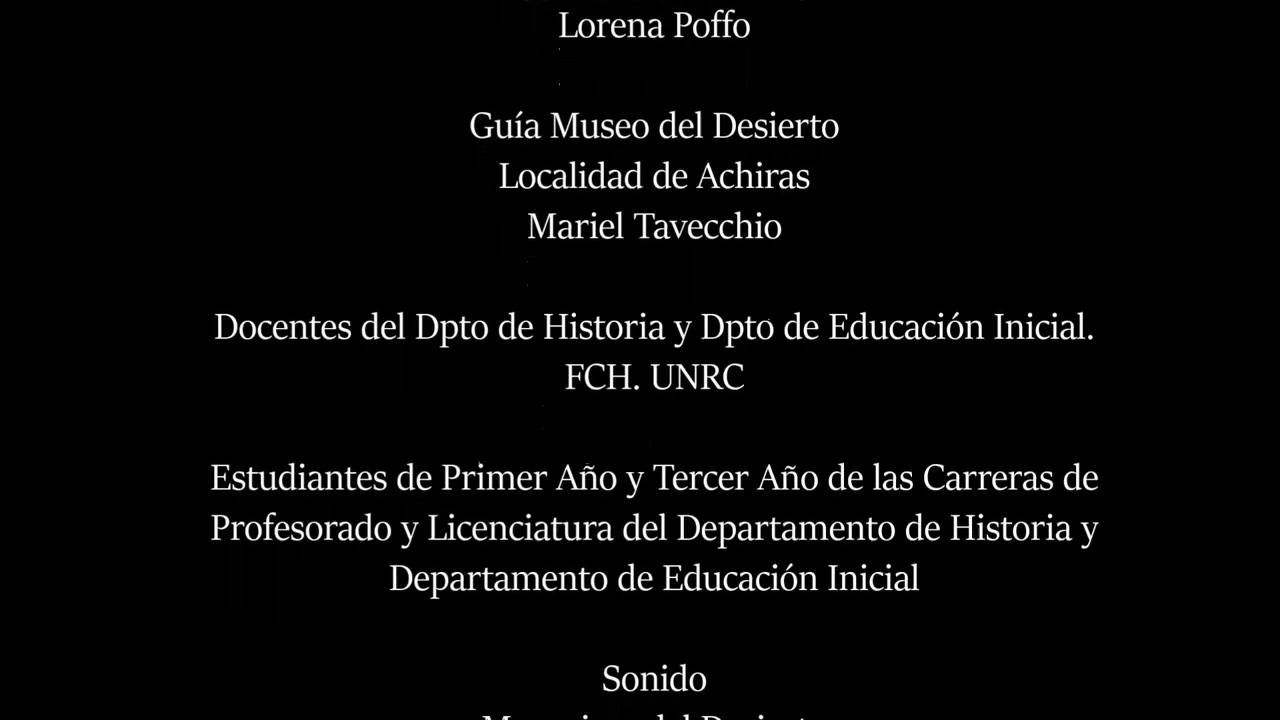 Lorena Poffo
Guía Museo del Desierto
Localidad de Achiras
Mariel Tavecchio
Docentes del Dpto de Historia y Dpto de Educación Inicial.
FCH. UNRC
Estudiantes de Primer Año y Tercer Año de las Carreras de
Profesorado y Licenciatura del Departamento de Historia y
Departamento de Educación Inicial
Sonido